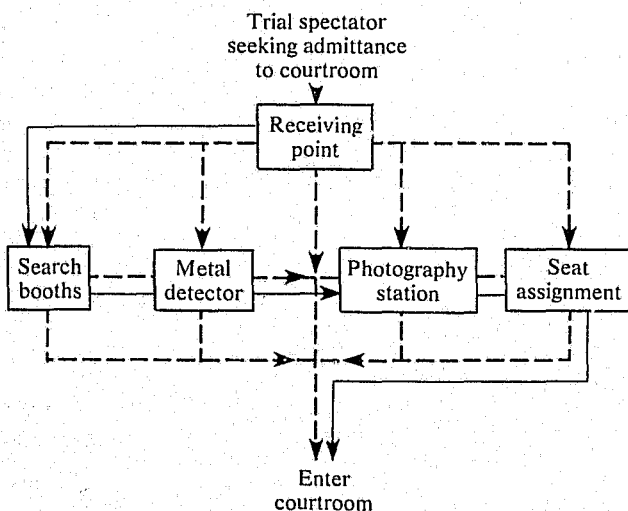 Trial spectator
seeking admittance
to courtroom
Receiving
point
Search
booths
Metal
detector
Photography
station
Seat
assignment
Enter
courtroom